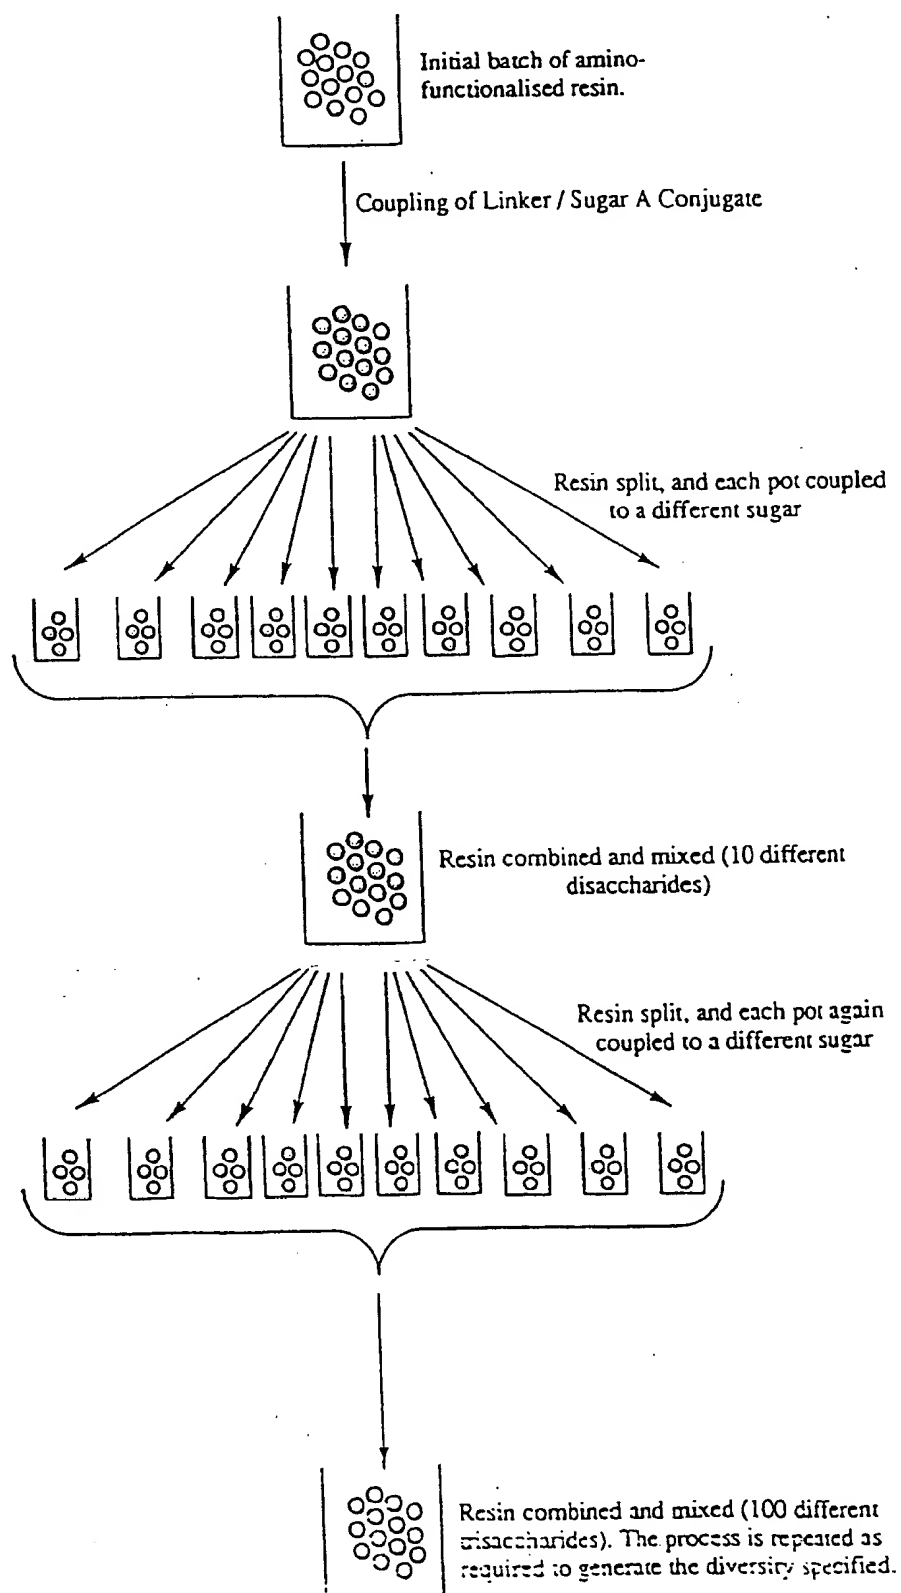 Initial batch of amino-
functionalised resin.
Coupling of Linker / Sugar A Conjugate
Resin split, and each pot coupled
to a different sugar
Resin combined and mixed (10 different
disaccharides)
Resin split, and each pot again
coupled to a different sugar
Resin combined and mixed (100 different
trisaccharides). The process is repeated as
required to generate the diversity specified.